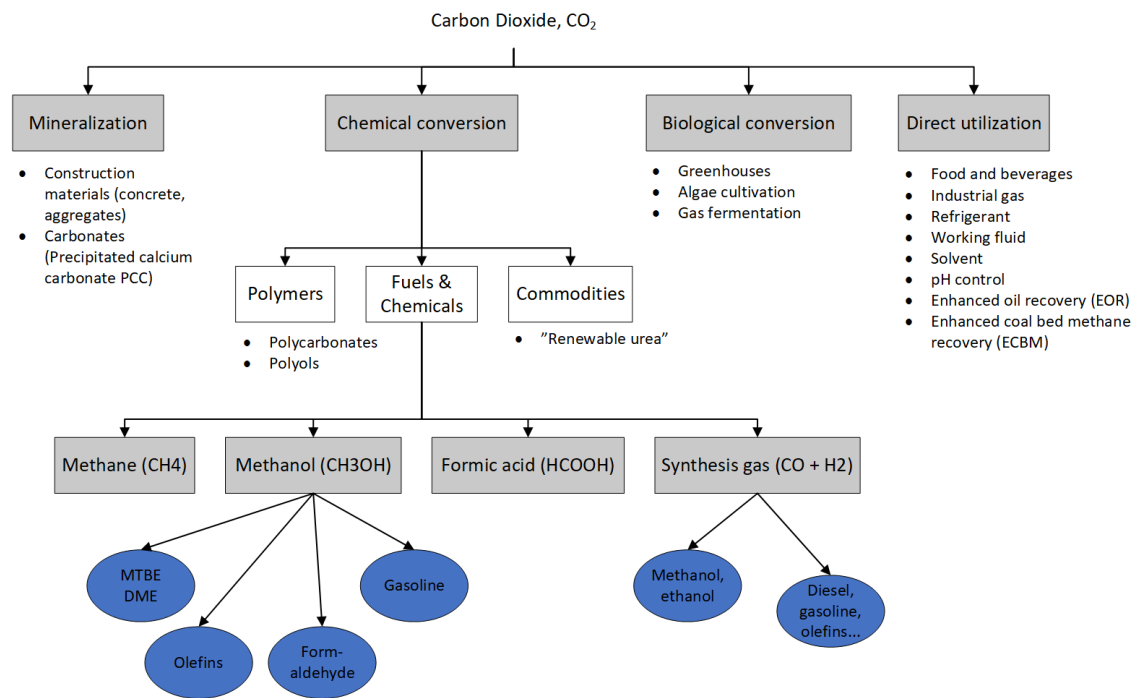 Carbon Dioxide, CO₂
Mineralization
Chemical conversion
Biological conversion
Direct utilization
● Construction
materials (concrete,
aggregates)
● Carbonates
(Precipitated calcium
carbonate PCC)
● Greenhouses
● Algae cultivation
● Gas fermentation
● Food and beverages
● Industrial gas
● Refrigerant
● Working fluid
● Solvent
● pH control
● Enhanced oil recovery (EOR)
● Enhanced coal bed methane
recovery (ECBM)
Polymers
Fuels &
Chemicals
Commodities
● Polycarbonates
● Polyols
● ”Renewable urea”
Methane (CH4)
Methanol (CH3OH)
Formic acid (HCOOH)
Synthesis gas (CO + H2)
MTBE
DME
Olefins
Form-
aldehyde
Gasoline
Methanol,
ethanol
Diesel,
gasoline,
olefins...